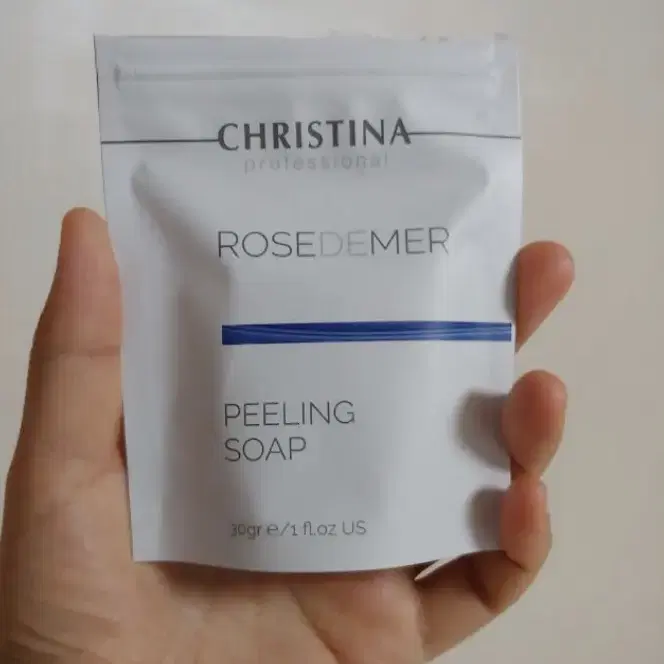 CHRISTINA
professional
ROSEDEMER
PEELING
SOAP
30gr ℮/1 fl.oz US